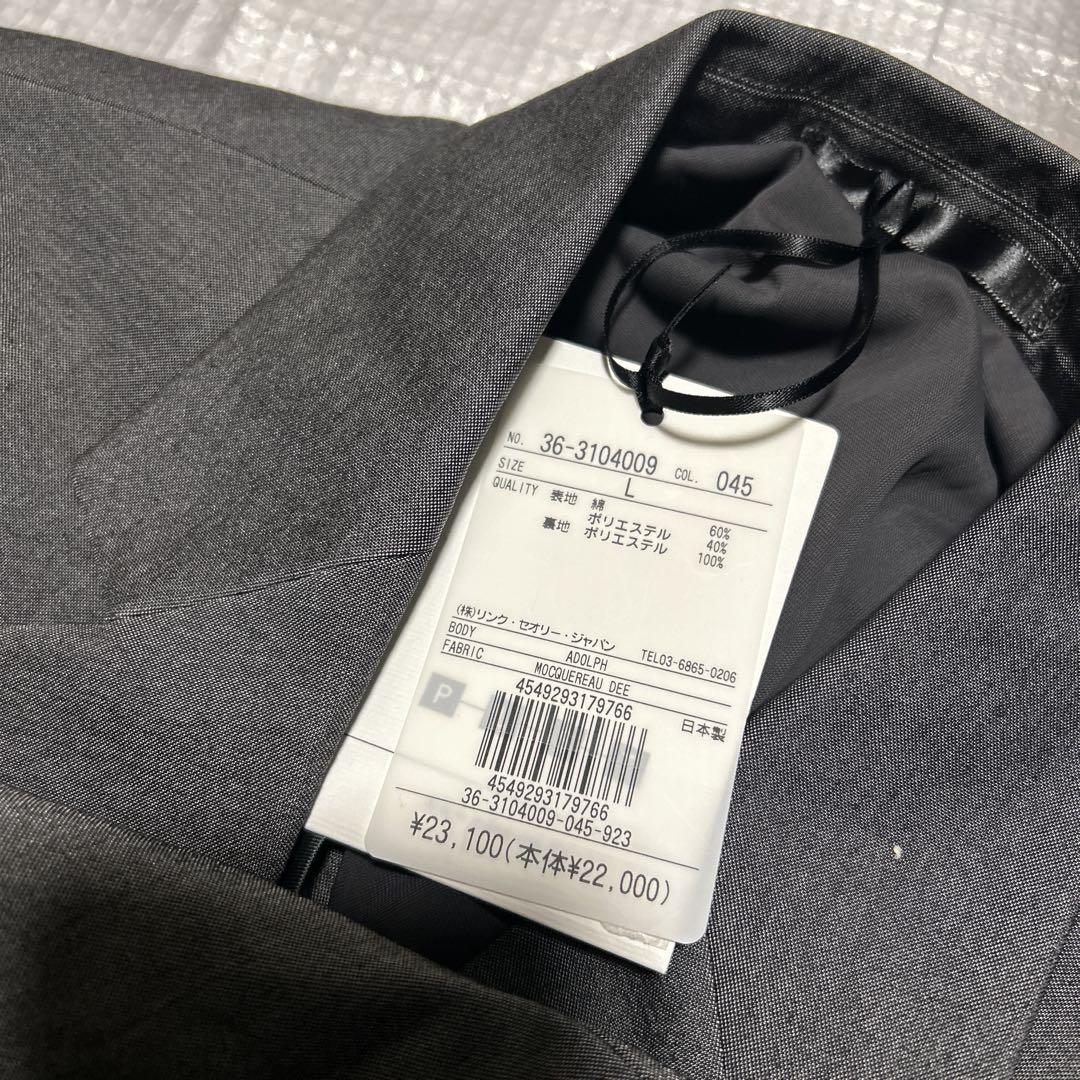 NO. 36-3104009 COL. 045
SIZE L
QUALITY 表地 綿 60%
ポリエステル 40%
裏地 ポリエステル 100%
(株)リンク・セオリー・ジャパン
TEL03-6865-0206
BODY ADOLPH
FABRIC MOCQUEREAU DEE
4549293179766
日本製
P
4549293179766
36-3104009-045-923
¥23,100(本体¥22,000)